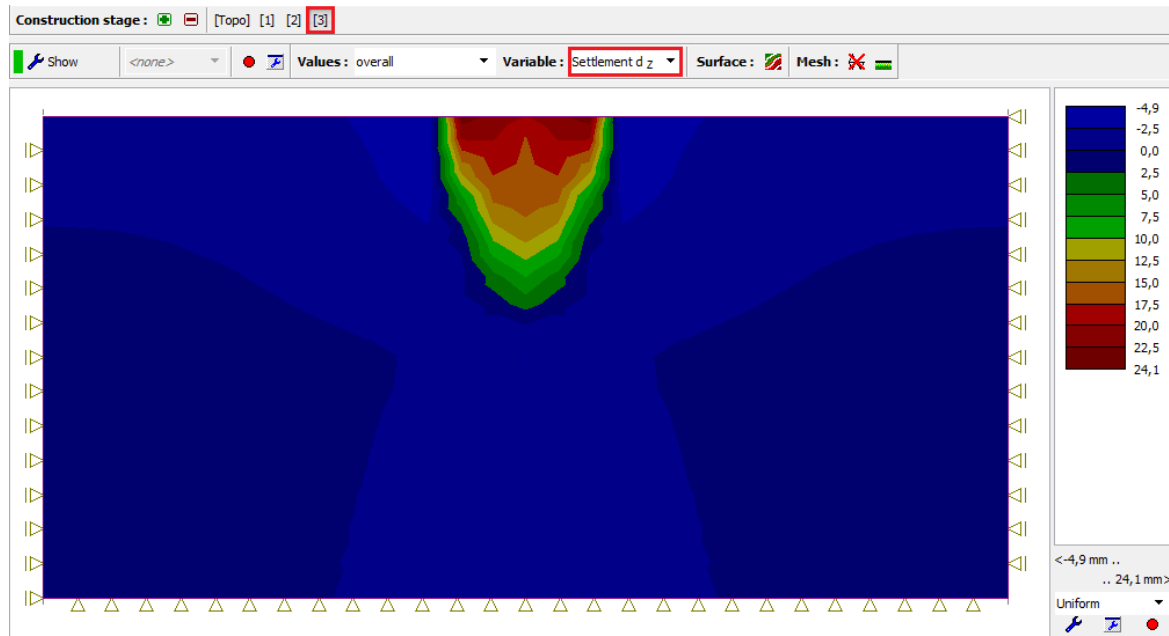 Construction stage : [Topo] [1] [2] [3]
Show <none> Values : overall Variable : Settlement d z Surface : Mesh :
-4,9
-2,5
0,0
2,5
5,0
7,5
10,0
12,5
15,0
17,5
20,0
22,5
24,1
<-4,9 mm ..
.. 24,1 mm>
Uniform